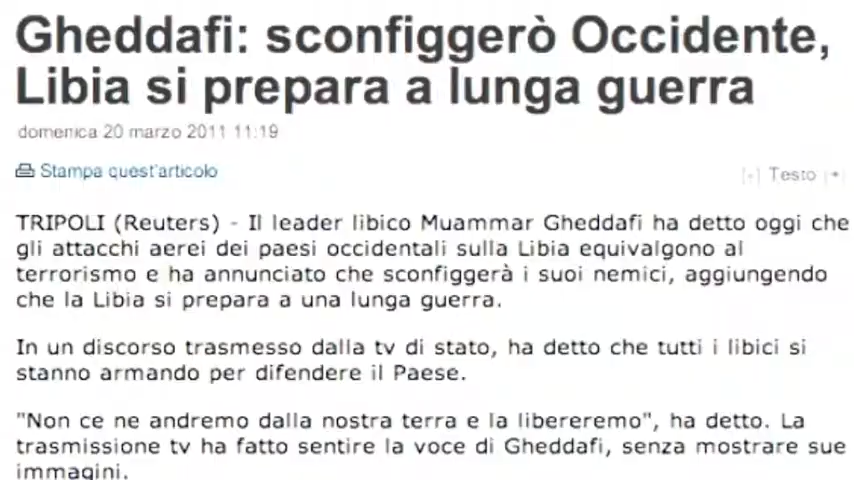 Gheddafi: sconfiggerò Occidente,
Libia si prepara a lunga guerra
domenica 20 marzo 2011 11:19
Stampa quest'articolo
[-] Testo [+]
TRIPOLI (Reuters) - Il leader libico Muammar Gheddafi ha detto oggi che
gli attacchi aerei dei paesi occidentali sulla Libia equivalgono al
terrorismo e ha annunciato che sconfiggerà i suoi nemici, aggiungendo
che la Libia si prepara a una lunga guerra.
In un discorso trasmesso dalla tv di stato, ha detto che tutti i libici si
stanno armando per difendere il Paese.
"Non ce ne andremo dalla nostra terra e la libereremo", ha detto. La
trasmissione tv ha fatto sentire la voce di Gheddafi, senza mostrare sue
immagini.